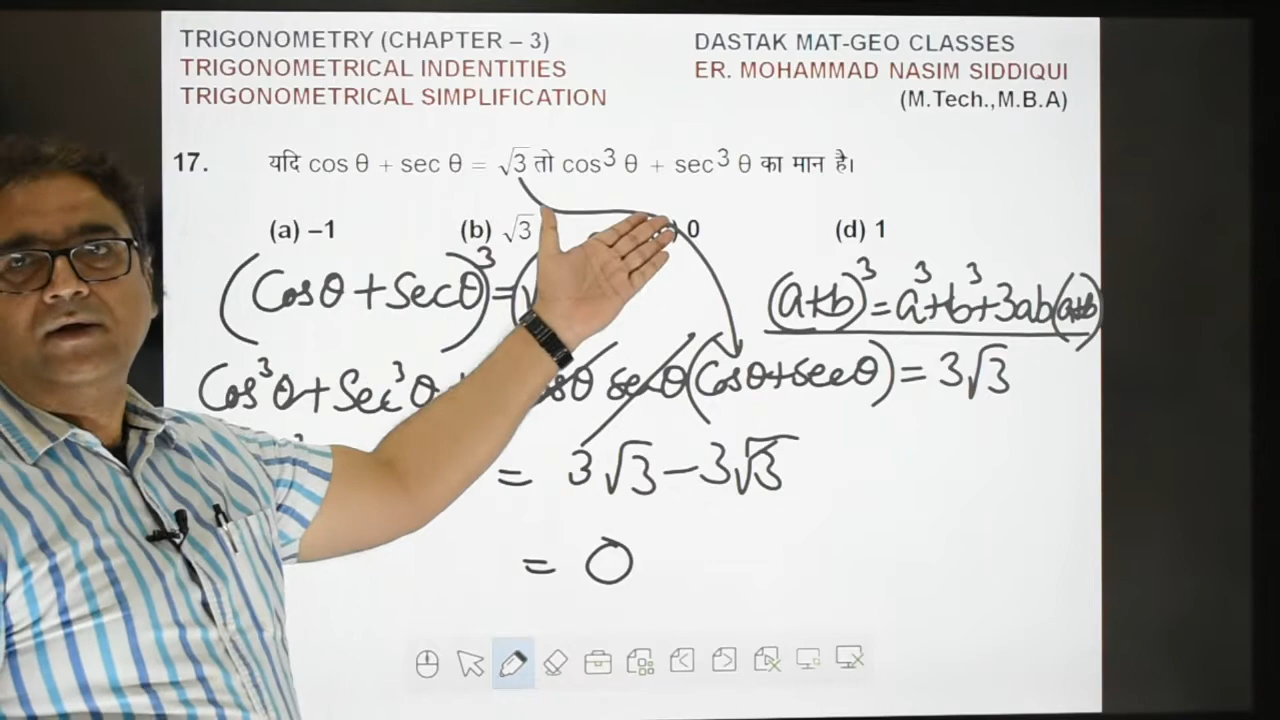 TRIGONOMETRY (CHAPTER – 3)
DASTAK MAT-GEO CLASSES
TRIGONOMETRICAL INDENTITIES
ER. MOHAMMAD NASIM SIDDIQUI
TRIGONOMETRICAL SIMPLIFICATION
(M.Tech.,M.B.A)
17. यदि cos θ + sec θ = √3 तो cos³ θ + sec³ θ का मान है।
(a) –1 (b) √3 0 (d) 1
(Cosθ + Secθ)³ = (√
(a+b)³ = a³+b³+3ab(a+b)
Cos³θ + Sec³θ + cosθ secθ (Cosθ+secθ) = 3√3
= 3√3 – 3√3
= 0